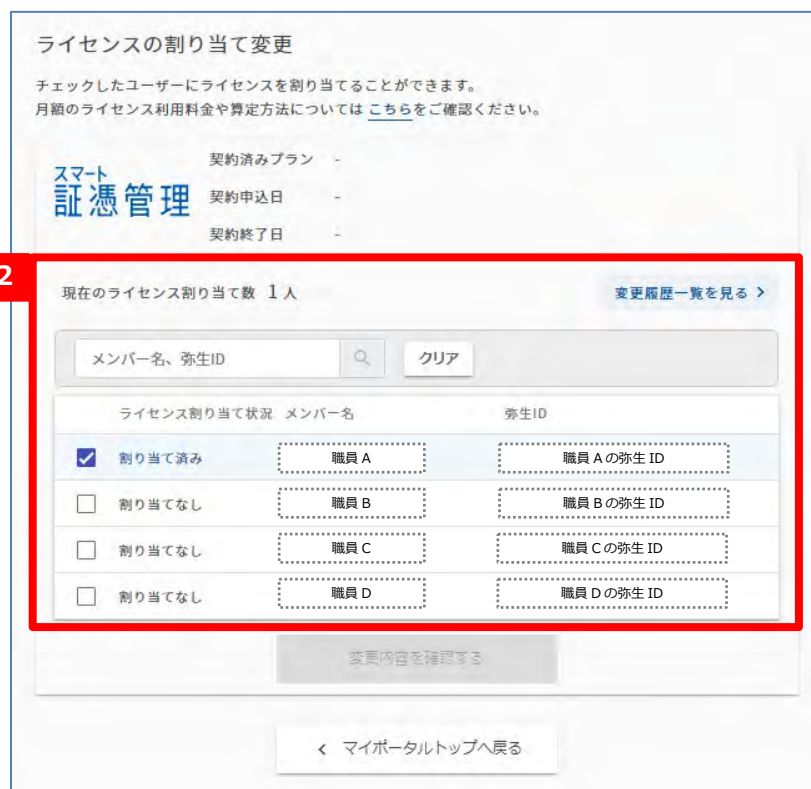 ライセンスの割り当て変更
チェックしたユーザーにライセンスを割り当てることができます。
月額のライセンス利用料金や算定方法については こちらをご確認ください。
スマート
証憑管理
契約済みプラン -
契約申込日 -
契約終了日 -
2
現在のライセンス割り当て数 1人 変更履歴一覧を見る >
メンバー名、弥生ID クリア
ライセンス割り当て状況 メンバー名 弥生ID
割り当て済み 職員 A 職員 A の弥生 ID
割り当てなし 職員 B 職員 B の弥生 ID
割り当てなし 職員 C 職員 C の弥生 ID
割り当てなし 職員 D 職員 D の弥生 ID
変更内容を確認する
< マイポータルトップへ戻る